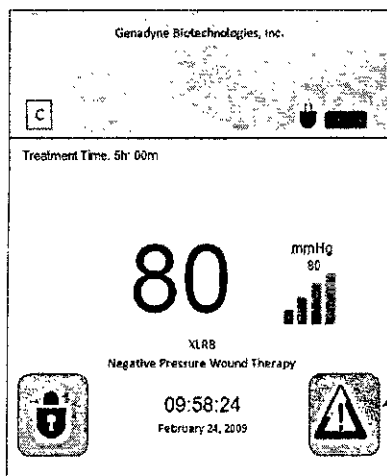 Genadyne Biotechnologies, Inc.
C
Treatment Time: 5h 00m
80
mmHg
80
XLR8
Negative Pressure Wound Therapy
09:58:24
February 24, 2009